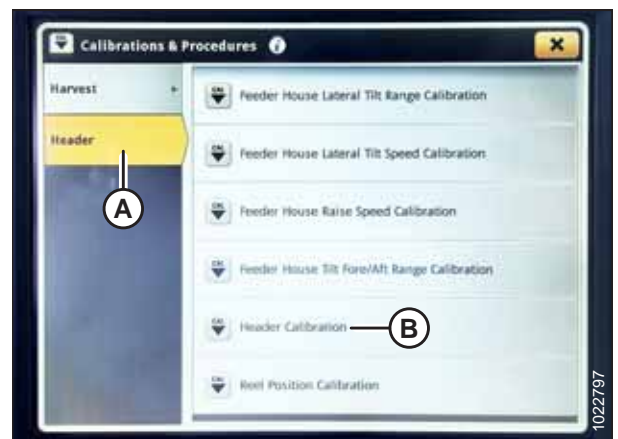 Calibrations & Procedures i
Harvest
Header
Feeder House Lateral Tilt Range Calibration
Feeder House Lateral Tilt Speed Calibration
Feeder House Raise Speed Calibration
Feeder House Tilt Fore/Aft Range Calibration
Header Calibration
Reel Position Calibration
A
B
1022797